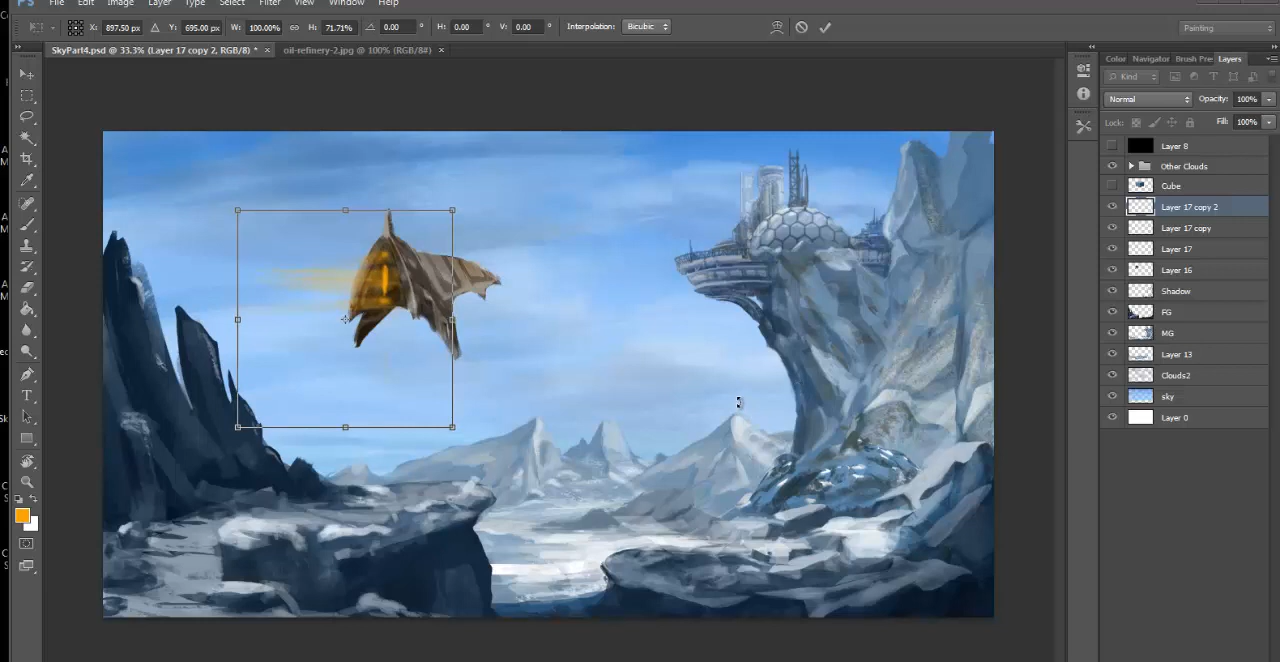 File Edit Image Layer Type Select Filter View Window Help
X: 897.50 px Y: 695.00 px W: 100.00% H: 71.71% 0.00 ° H: 0.00 ° V: 0.00 ° Interpolation: Bicubic Painting
SkyPart4.psd @ 33.3% (Layer 17 copy 2, RGB/8) * × oil-refinery-2.jpg @ 100% (RGB/8#) ×
Color Navigator Brush Pre Layers
Kind
Normal Opacity: 100%
Lock: Fill: 100%
Layer 8
Other Clouds
Cube
Layer 17 copy 2
Layer 17 copy
Layer 17
Layer 16
Shadow
FG
MG
Layer 13
Clouds2
sky
Layer 0